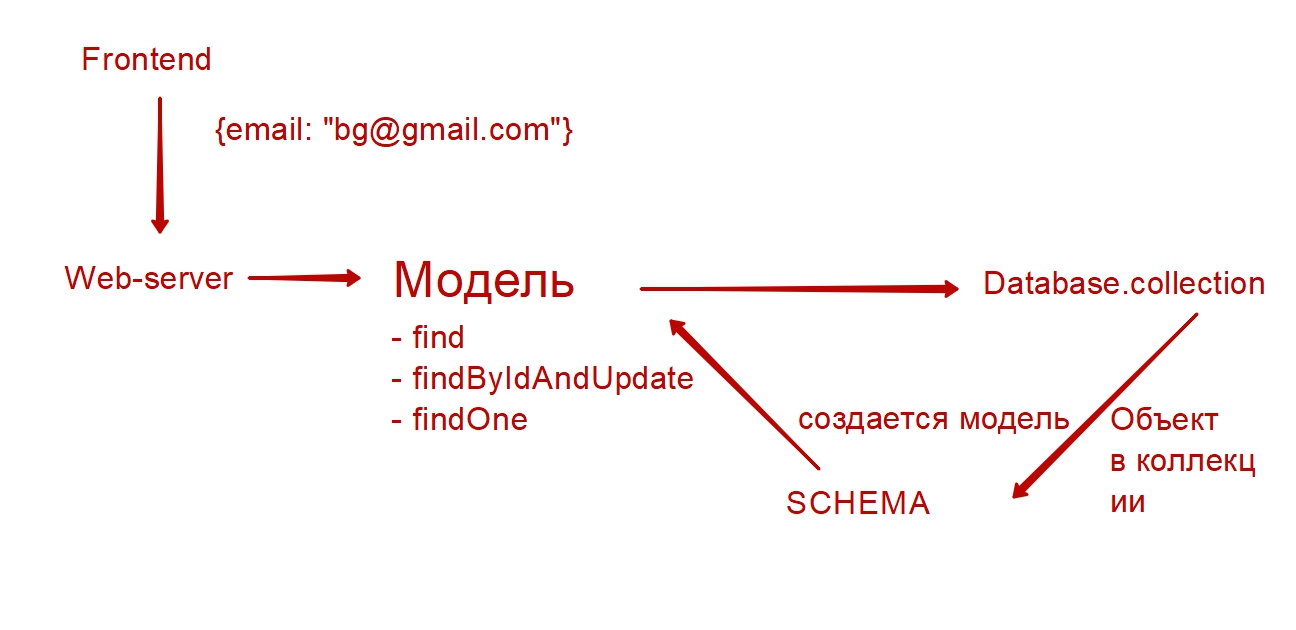 Frontend
{email: "bg@gmail.com"}
Web-server
Модель
Database.collection
- find
- findByIdAndUpdate
- findOne
создается модель
Объект
в коллекц
ии
SCHEMA